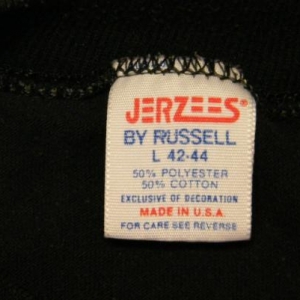 JERZEES®
BY RUSSELL
L 42-44
50% POLYESTER
50% COTTON
EXCLUSIVE OF DECORATION
MADE IN U.S.A.
FOR CARE SEE REVERSE